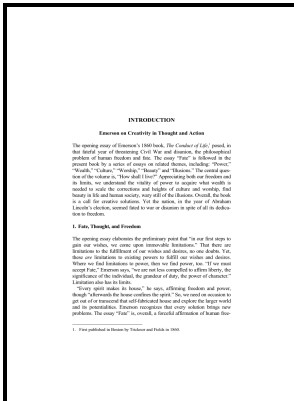 INTRODUCTION
Emerson on Creativity in Thought and Action
The opening essay of Emerson's 1860 book, The Conduct of Life,¹ posed, in
that fateful year of threatening Civil War and disunion, the philosophical
problem of human freedom and fate. The essay "Fate" is followed in the
present book by a series of essays on related themes, including: "Power,"
"Wealth," "Culture," "Worship," "Beauty" and "Illusions." The central ques-
tion of the volume is, "How shall I live?" Appreciating both our freedom and
its limits, we understand the vitality of power to acquire what wealth is
needed to scale the corrections and heights of culture and worship, find
beauty in life and human society, wary still of the illusions. Overall, the book
is a call for creative solutions. Yet the nation, in the year of Abraham
Lincoln's election, seemed fated to war or disunion in spite of all its dedica-
tion to freedom.
1. Fate, Thought, and Freedom
The opening essay elaborates the preliminary point that "in our first steps to
gain our wishes, we come upon immovable limitations." That there are
limitations to the fulfillment of our wishes and desires, no one doubts. Yet,
these are limitations to existing powers to fulfill our wishes and desires.
Where we find limitations to power, then we find power, too. "If we must
accept Fate," Emerson says, "we are not less compelled to affirm liberty, the
significance of the individual, the grandeur of duty, the power of character."
Limitation also has its limits.
"Every spirit makes its house," he says, affirming freedom and power,
though "afterwards the house confines the spirit." So, we need on occasion to
get out of or transcend that self-fabricated house and explore the larger world
and its potentialities. Emerson recognizes that every solution brings new
problems. The essay "Fate" is, overall, a forceful affirmation of human free-
1. First published in Boston by Ticknor and Fields in 1860.